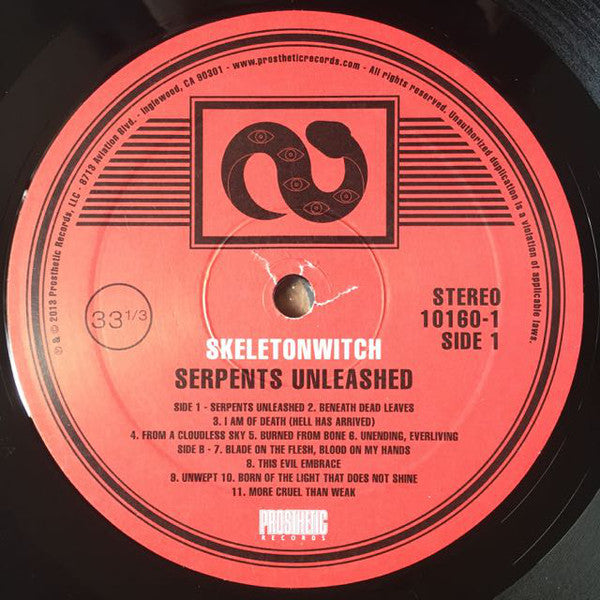 ℗ & © 2013 Prosthetic Records, LLC - 6713 Aviation Blvd. - Inglewood, CA 90301 - www.prostheticrecords.com - All rights reserved. Unauthorized duplication is a violation of applicable laws.
33 1/3
STEREO
10160-1
SIDE 1
SKELETONWITCH
SERPENTS UNLEASHED
SIDE 1 - SERPENTS UNLEASHED 2. BENEATH DEAD LEAVES
3. I AM OF DEATH (HELL HAS ARRIVED)
4. FROM A CLOUDLESS SKY 5. BURNED FROM BONE 6. UNENDING, EVERLIVING
SIDE B - 7. BLADE ON THE FLESH, BLOOD ON MY HANDS
8. THIS EVIL EMBRACE
9. UNWEPT 10. BORN OF THE LIGHT THAT DOES NOT SHINE
11. MORE CRUEL THAN WEAK
PROSTHETIC
RECORDS